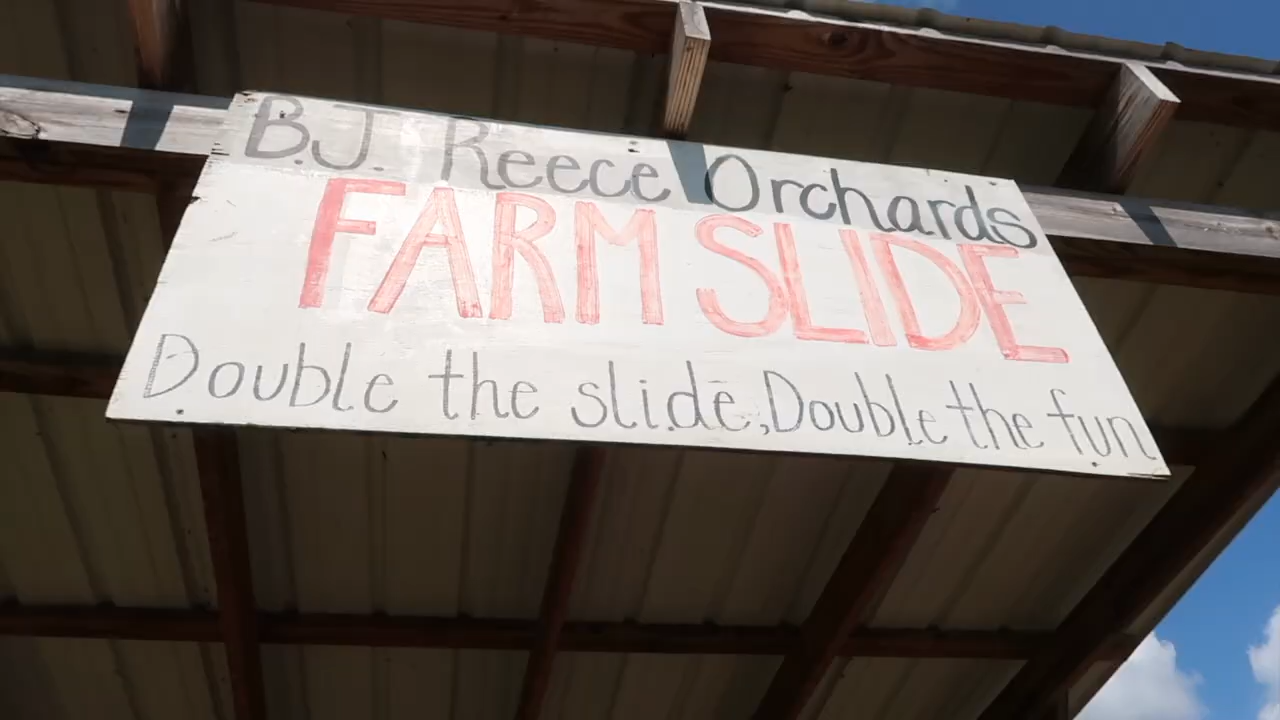 B.J. Reece Orchards
FARM SLIDE
Double the slide, Double the fun